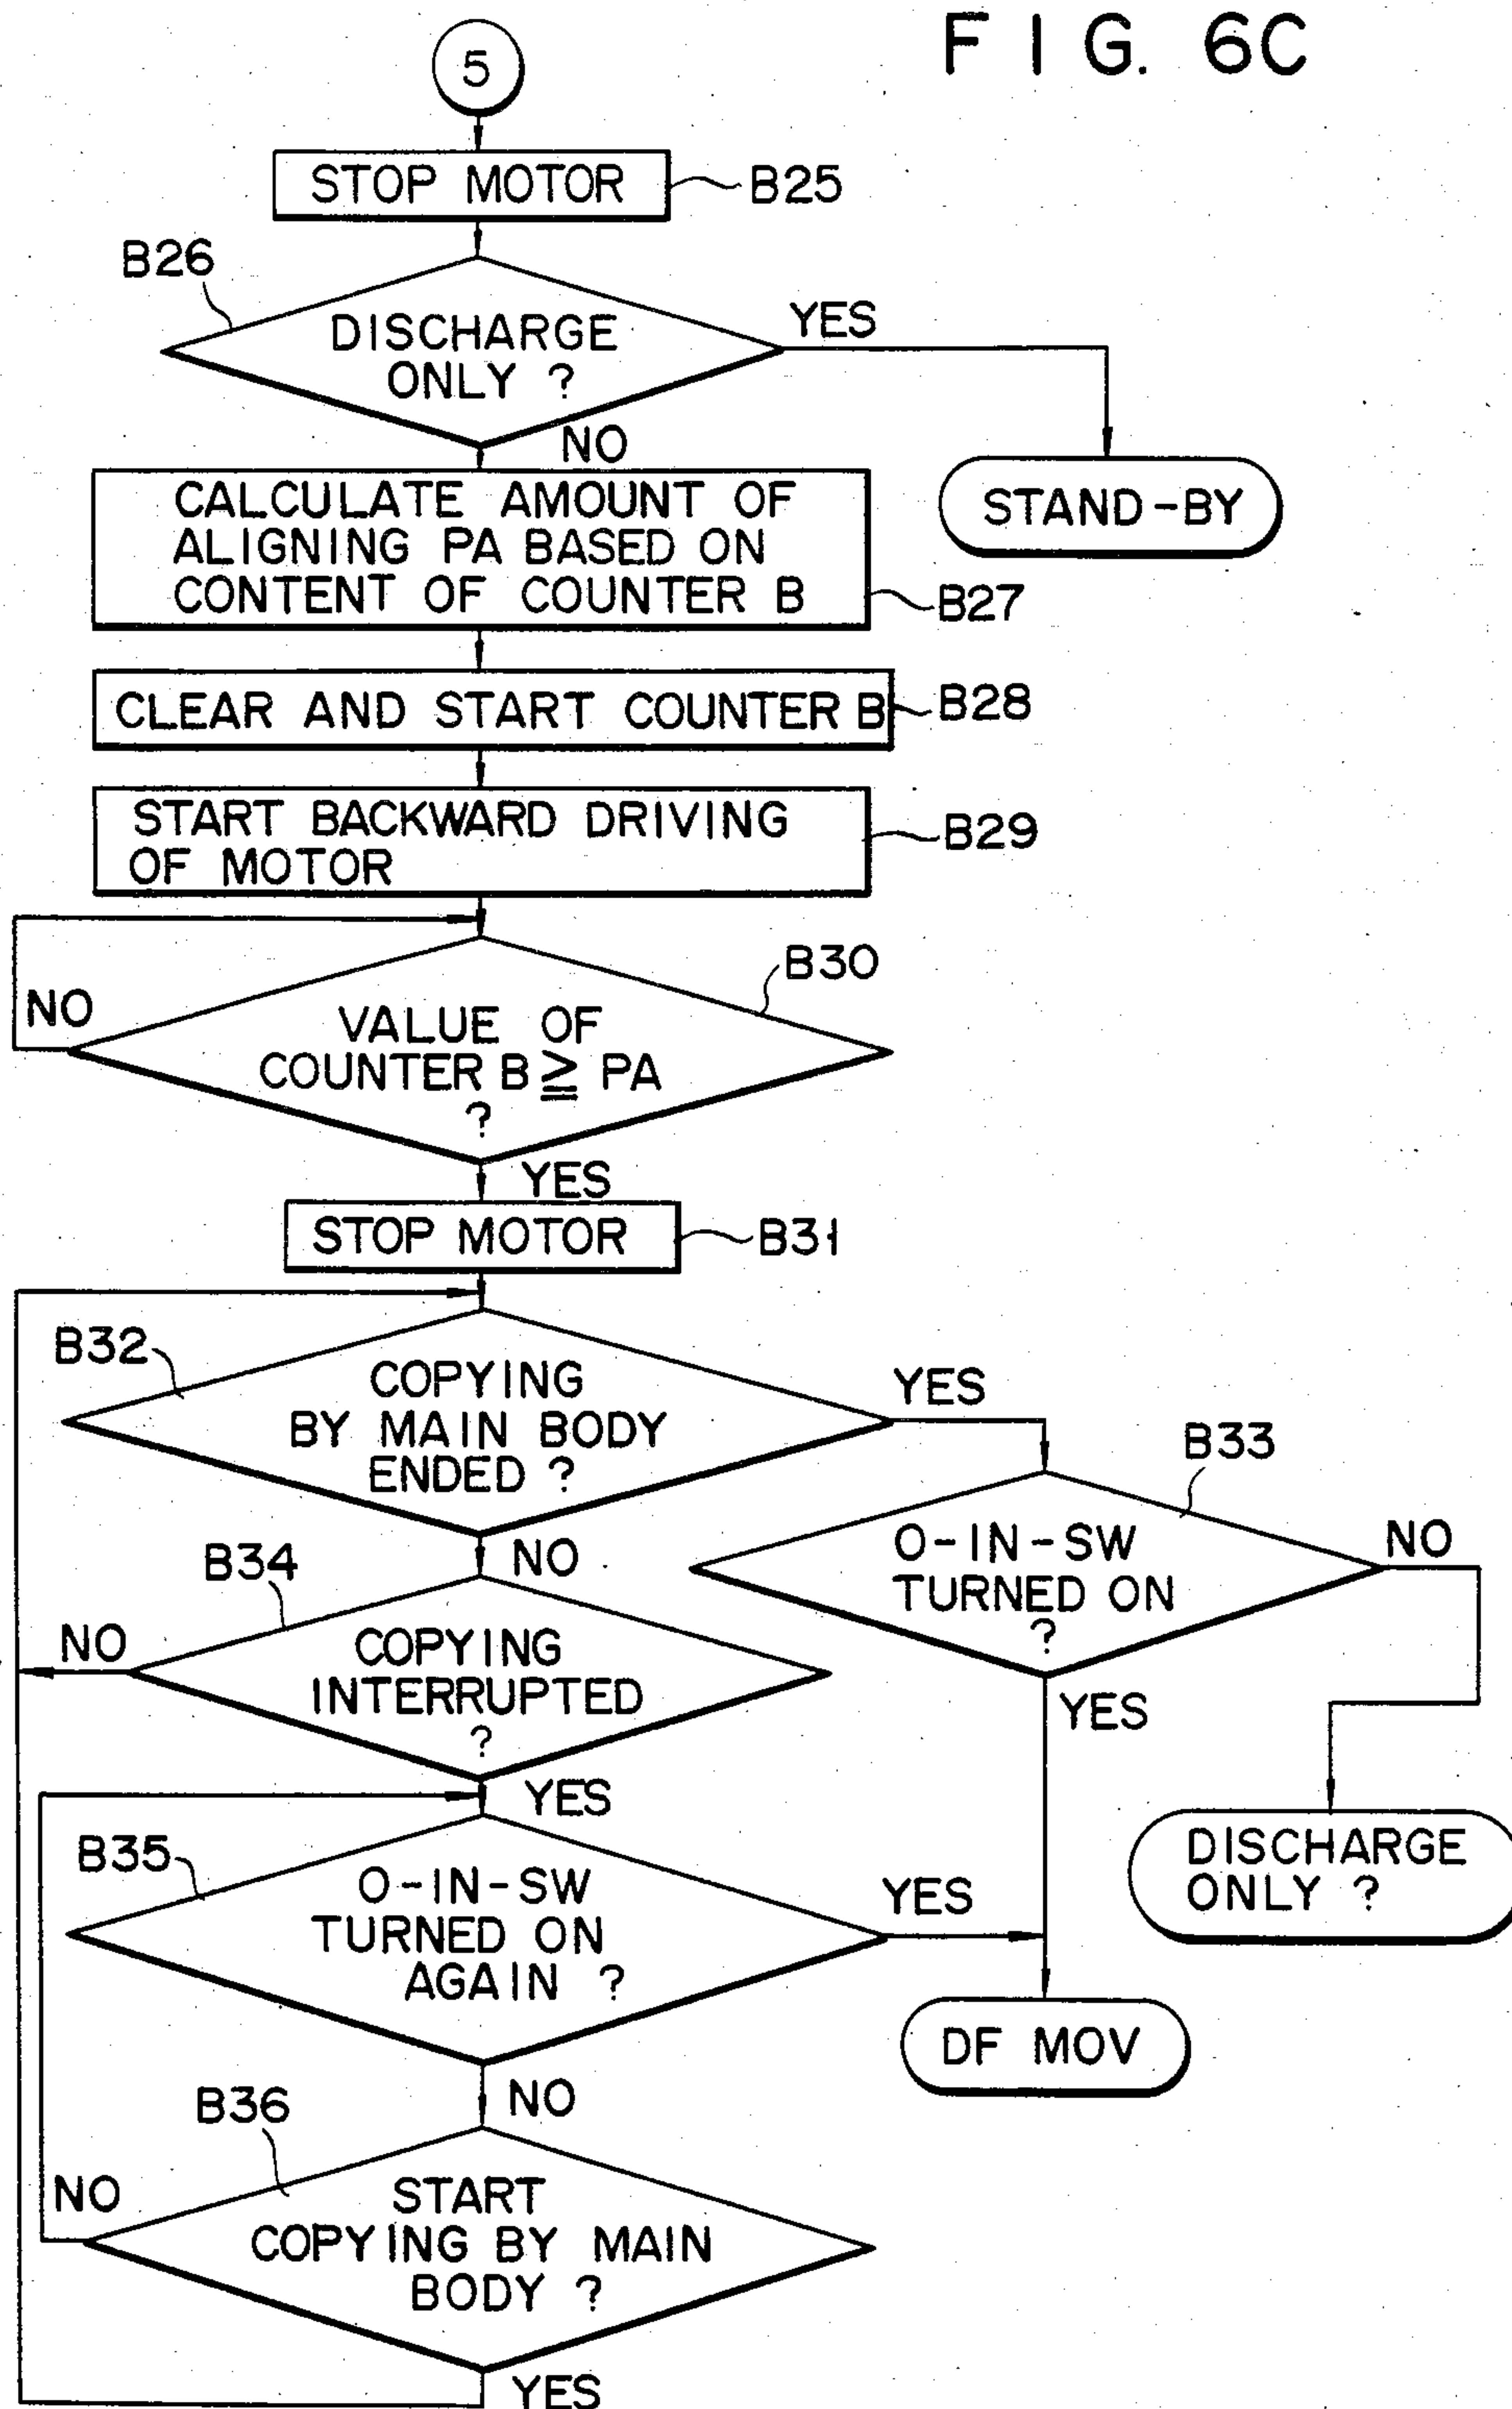 FIG. 6C
5
STOP MOTOR
B25
B26
DISCHARGE
ONLY ?
YES
NO
STAND-BY
CALCULATE AMOUNT OF
ALIGNING PA BASED ON
CONTENT OF COUNTER B
B27
CLEAR AND START COUNTER B
B28
START BACKWARD DRIVING
OF MOTOR
B29
B30
NO
VALUE OF
COUNTER B ≧ PA
?
YES
STOP MOTOR
B31
B32
COPYING
BY MAIN BODY
ENDED ?
YES
B33
NO
O-IN-SW
TURNED ON
?
NO
YES
B34
NO
COPYING
INTERRUPTED
?
YES
DISCHARGE
ONLY ?
B35
O-IN-SW
TURNED ON
AGAIN ?
YES
DF MOV
NO
B36
NO
START
COPYING BY MAIN
BODY ?
YES